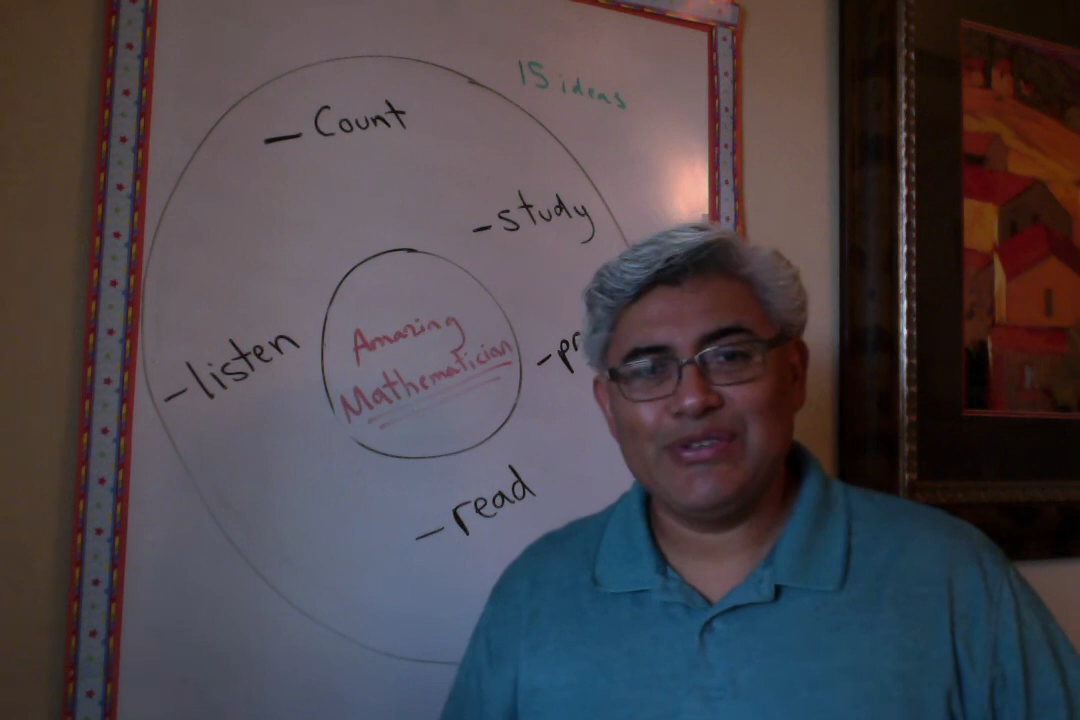 15 ideas
- Count
- study
Amazing
Mathematician
- listen
- read